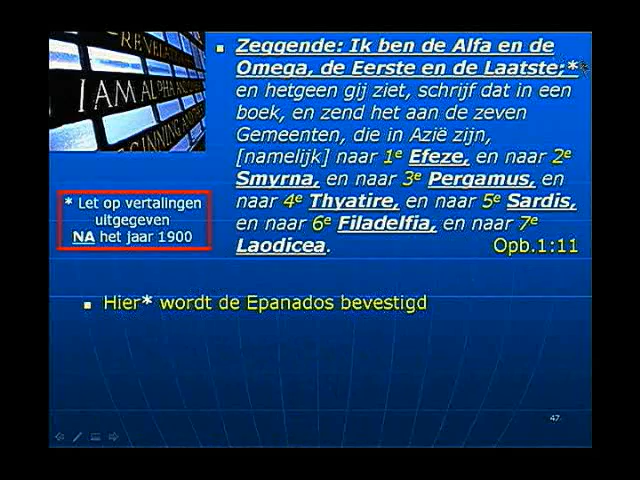 REVELATION
I AM ALPHA AND
BEGINNING AND
Zeggende: Ik ben de Alfa en de
Omega, de Eerste en de Laatste;*
en hetgeen gij ziet, schrijf dat in een
boek, en zend het aan de zeven
Gemeenten, die in Azië zijn,
[namelijk] naar 1e Efeze, en naar 2e
Smyrna, en naar 3e Pergamus, en
naar 4e Thyatire, en naar 5e Sardis,
en naar 6e Filadelfia, en naar 7e
Laodicea. Opb.1:11
* Let op vertalingen
uitgegeven
NA het jaar 1900
Hier* wordt de Epanados bevestigd
47